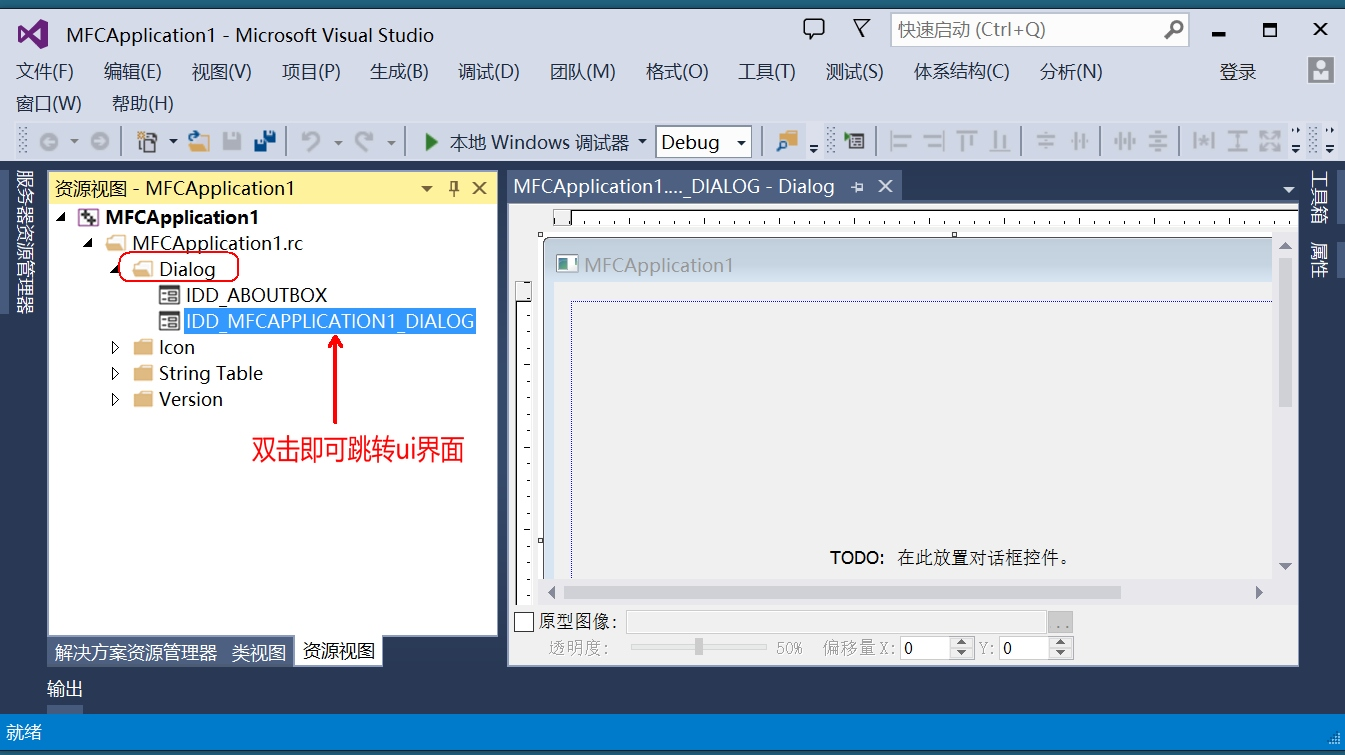 MFCApplication1 - Microsoft Visual Studio
快速启动 (Ctrl+Q)
文件(F) 编辑(E) 视图(V) 项目(P) 生成(B) 调试(D) 团队(M) 格式(O) 工具(T) 测试(S) 体系结构(C) 分析(N) 登录
窗口(W) 帮助(H)
本地 Windows 调试器 Debug
服务器资源管理器
资源视图 - MFCApplication1
MFCApplication1
MFCApplication1.rc
Dialog
IDD_ABOUTBOX
IDD_MFCAPPLICATION1_DIALOG
Icon
String Table
Version
双击即可跳转ui界面
解决方案资源管理器 类视图 资源视图
MFCApplication1...._DIALOG - Dialog
MFCApplication1
TODO: 在此放置对话框控件。
原型图像: ..
透明度: 50% 偏移量 X: 0 Y: 0
工具箱
属性
输出
就绪